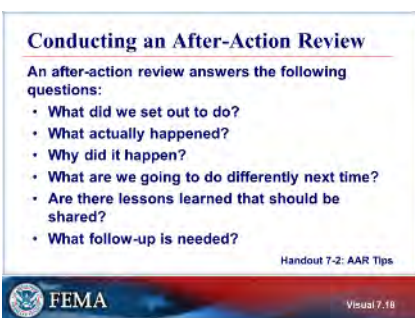 Conducting an After-Action Review
An after-action review answers the following
questions:
• What did we set out to do?
• What actually happened?
• Why did it happen?
• What are we going to do differently next time?
• Are there lessons learned that should be
shared?
• What follow-up is needed?
Handout 7-2: AAR Tips
FEMA
Visual 7.18